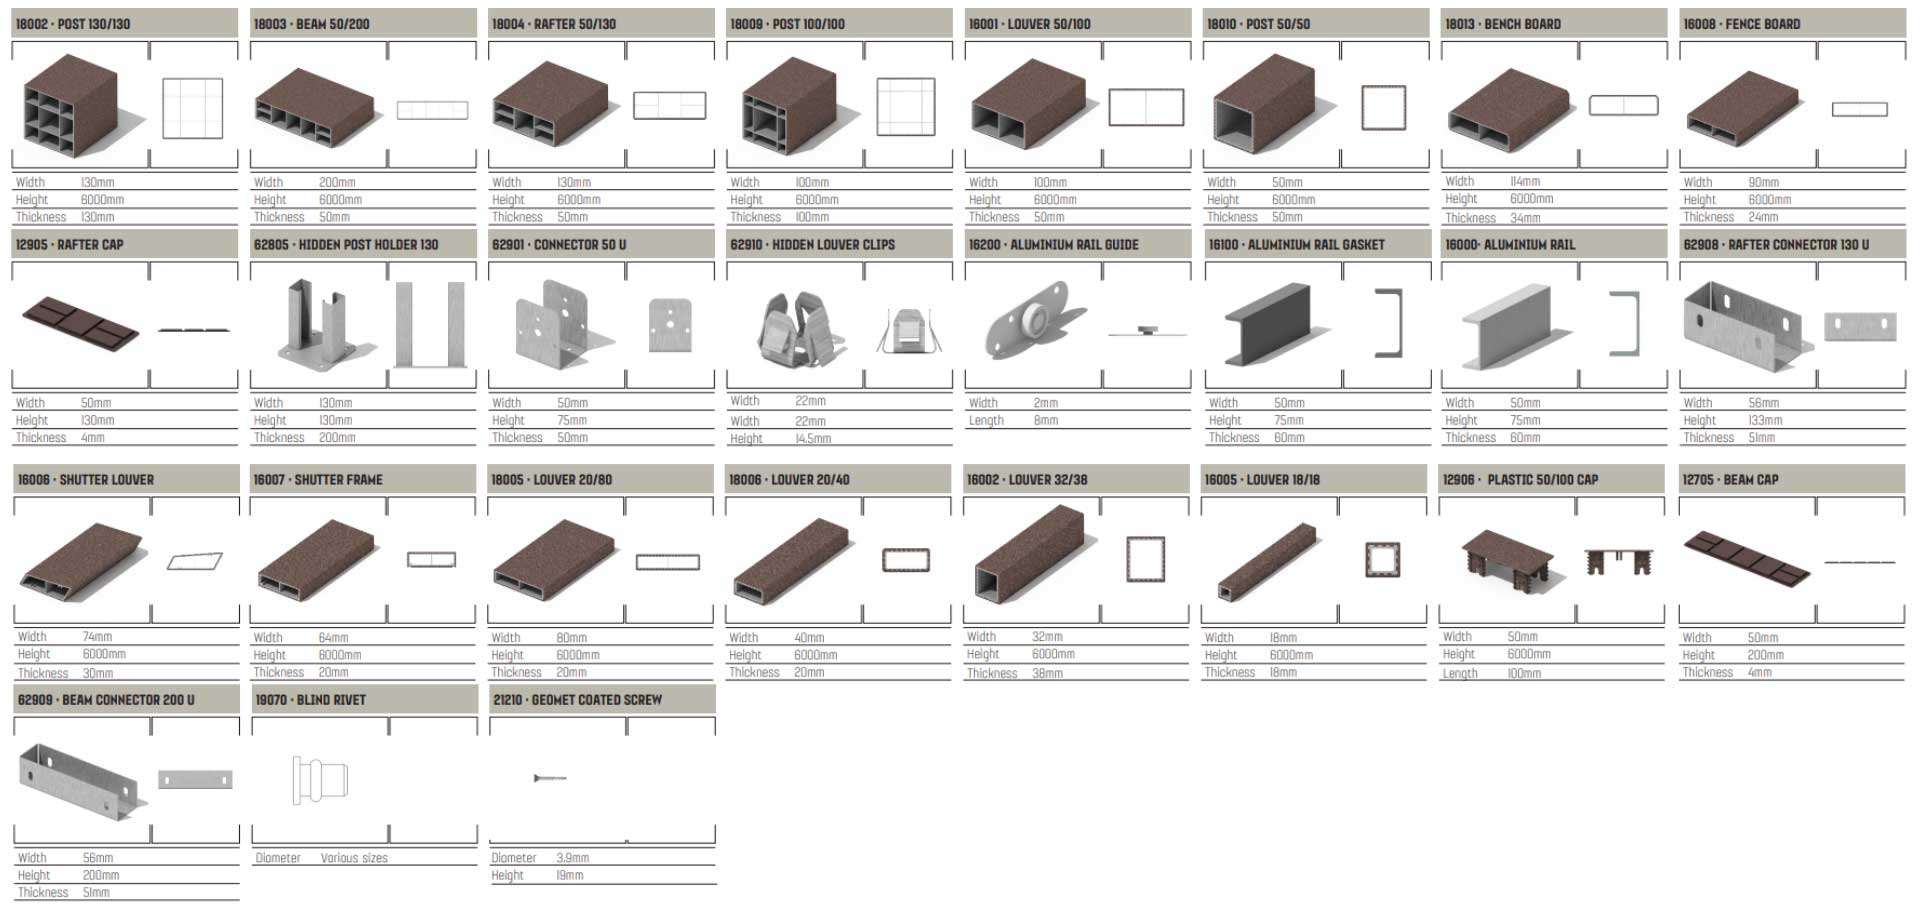 18002 · POST 130/130
Width 130mm
Height 6000mm
Thickness 130mm
18003 · BEAM 50/200
Width 200mm
Height 6000mm
Thickness 50mm
18004 · RAFTER 50/130
Width 130mm
Height 6000mm
Thickness 50mm
18009 · POST 100/100
Width 100mm
Height 6000mm
Thickness 100mm
16001 · LOUVER 50/100
Width 100mm
Height 6000mm
Thickness 50mm
18010 · POST 50/50
Width 50mm
Height 6000mm
Thickness 50mm
18013 · BENCH BOARD
Width 114mm
Height 6000mm
Thickness 34mm
16008 · FENCE BOARD
Width 90mm
Height 6000mm
Thickness 24mm
12905 · RAFTER CAP
Width 50mm
Height 130mm
Thickness 4mm
62805 · HIDDEN POST HOLDER 130
Width 130mm
Height 130mm
Thickness 200mm
62901 · CONNECTOR 50 U
Width 50mm
Height 75mm
Thickness 50mm
62910 · HIDDEN LOUVER CLIPS
Width 22mm
Width 22mm
Height 14.5mm
16200 · ALUMINIUM RAIL GUIDE
Width 2mm
Length 8mm
16100 · ALUMINIUM RAIL GASKET
Width 50mm
Height 75mm
Thickness 60mm
16000· ALUMINIUM RAIL
Width 50mm
Height 75mm
Thickness 60mm
62908 · RAFTER CONNECTOR 130 U
Width 56mm
Height 133mm
Thickness 51mm
16006 · SHUTTER LOUVER
Width 74mm
Height 6000mm
Thickness 30mm
16007 · SHUTTER FRAME
Width 64mm
Height 6000mm
Thickness 20mm
18005 · LOUVER 20/80
Width 80mm
Height 6000mm
Thickness 20mm
18006 · LOUVER 20/40
Width 40mm
Height 6000mm
Thickness 20mm
16002 · LOUVER 32/38
Width 32mm
Height 6000mm
Thickness 38mm
16005 · LOUVER 18/18
Width 18mm
Height 6000mm
Thickness 18mm
12906 · PLASTIC 50/100 CAP
Width 50mm
Height 6000mm
Length 100mm
12705 · BEAM CAP
Width 50mm
Height 200mm
Thickness 4mm
62909 · BEAM CONNECTOR 200 U
Width 56mm
Height 200mm
Thickness 51mm
19070 · BLIND RIVET
Diameter Various sizes
21210 · GEOMET COATED SCREW
Diameter 3.9mm
Height 19mm